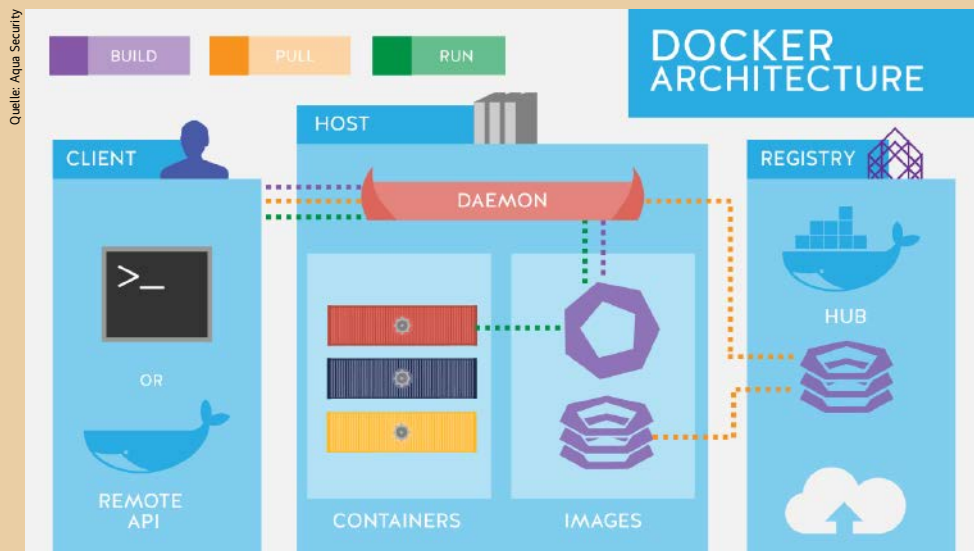 Quelle: Aqua Security
BUILD
PULL
RUN
DOCKER
ARCHITECTURE
CLIENT
HOST
REGISTRY
DAEMON
>_
OR
HUB
REMOTE
API
CONTAINERS
IMAGES